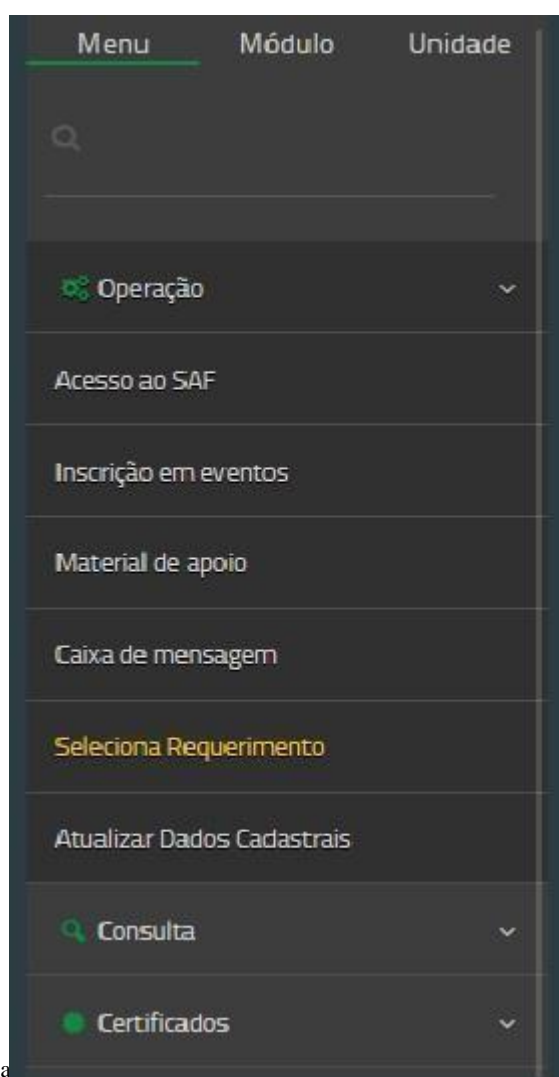 Menu Módulo Unidade
Operação
Acesso ao SAF
Inscrição em eventos
Material de apoio
Caixa de mensagem
Seleciona Requerimento
Atualizar Dados Cadastrais
Consulta
Certificados
a